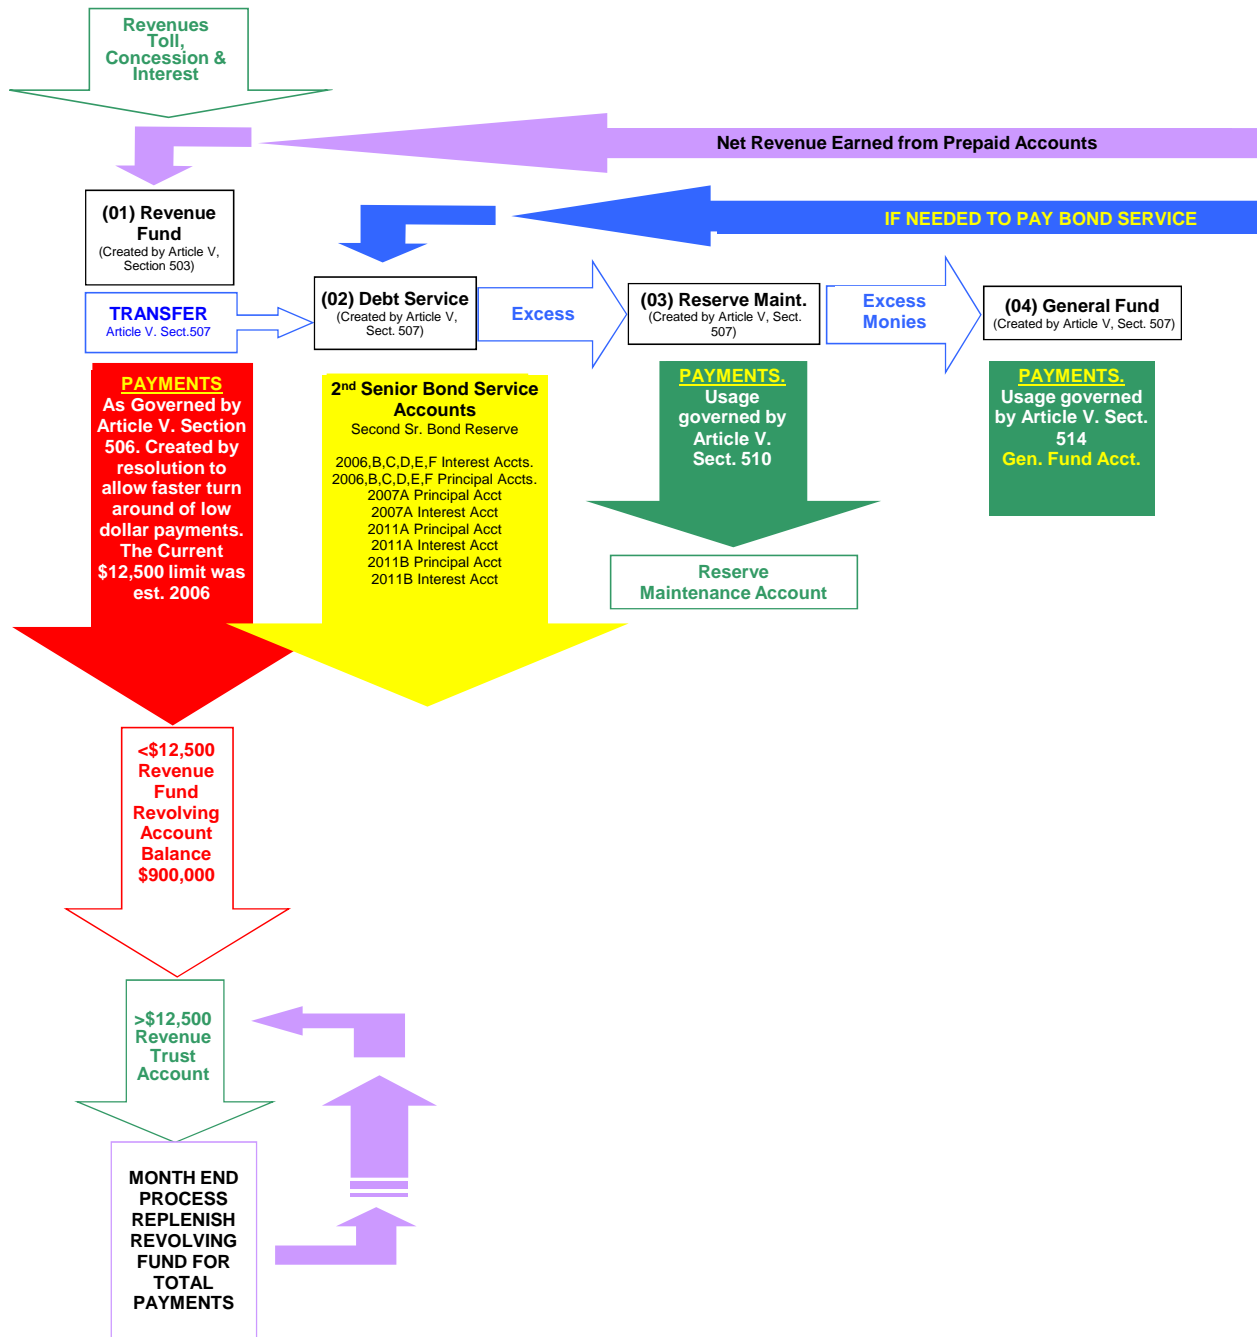 Revenues
Toll,
Concession &
Interest
Net Revenue Earned from Prepaid Accounts
(01) Revenue
Fund
(Created by Article V,
Section 503)
IF NEEDED TO PAY BOND SERVICE
TRANSFER
Article V. Sect.507
(02) Debt Service
(Created by Article V,
Sect. 507)
Excess
(03) Reserve Maint.
(Created by Article V, Sect.
507)
Excess
Monies
(04) General Fund
(Created by Article V, Sect. 507)
PAYMENTS
As Governed by
Article V. Section
506. Created by
resolution to
allow faster turn
around of low
dollar payments.
The Current
$12,500 limit was
est. 2006
2nd Senior Bond Service
Accounts
Second Sr. Bond Reserve
2006,B,C,D,E,F Interest Accts.
2006,B,C,D,E,F Principal Accts.
2007A Principal Acct
2007A Interest Acct
2011A Principal Acct
2011A Interest Acct
2011B Principal Acct
2011B Interest Acct
PAYMENTS.
Usage
governed by
Article V.
Sect. 510
Reserve
Maintenance Account
PAYMENTS.
Usage governed
by Article V. Sect.
514
Gen. Fund Acct.
<$12,500
Revenue
Fund
Revolving
Account
Balance
$900,000
>$12,500
Revenue
Trust
Account
MONTH END
PROCESS
REPLENISH
REVOLVING
FUND FOR
TOTAL
PAYMENTS